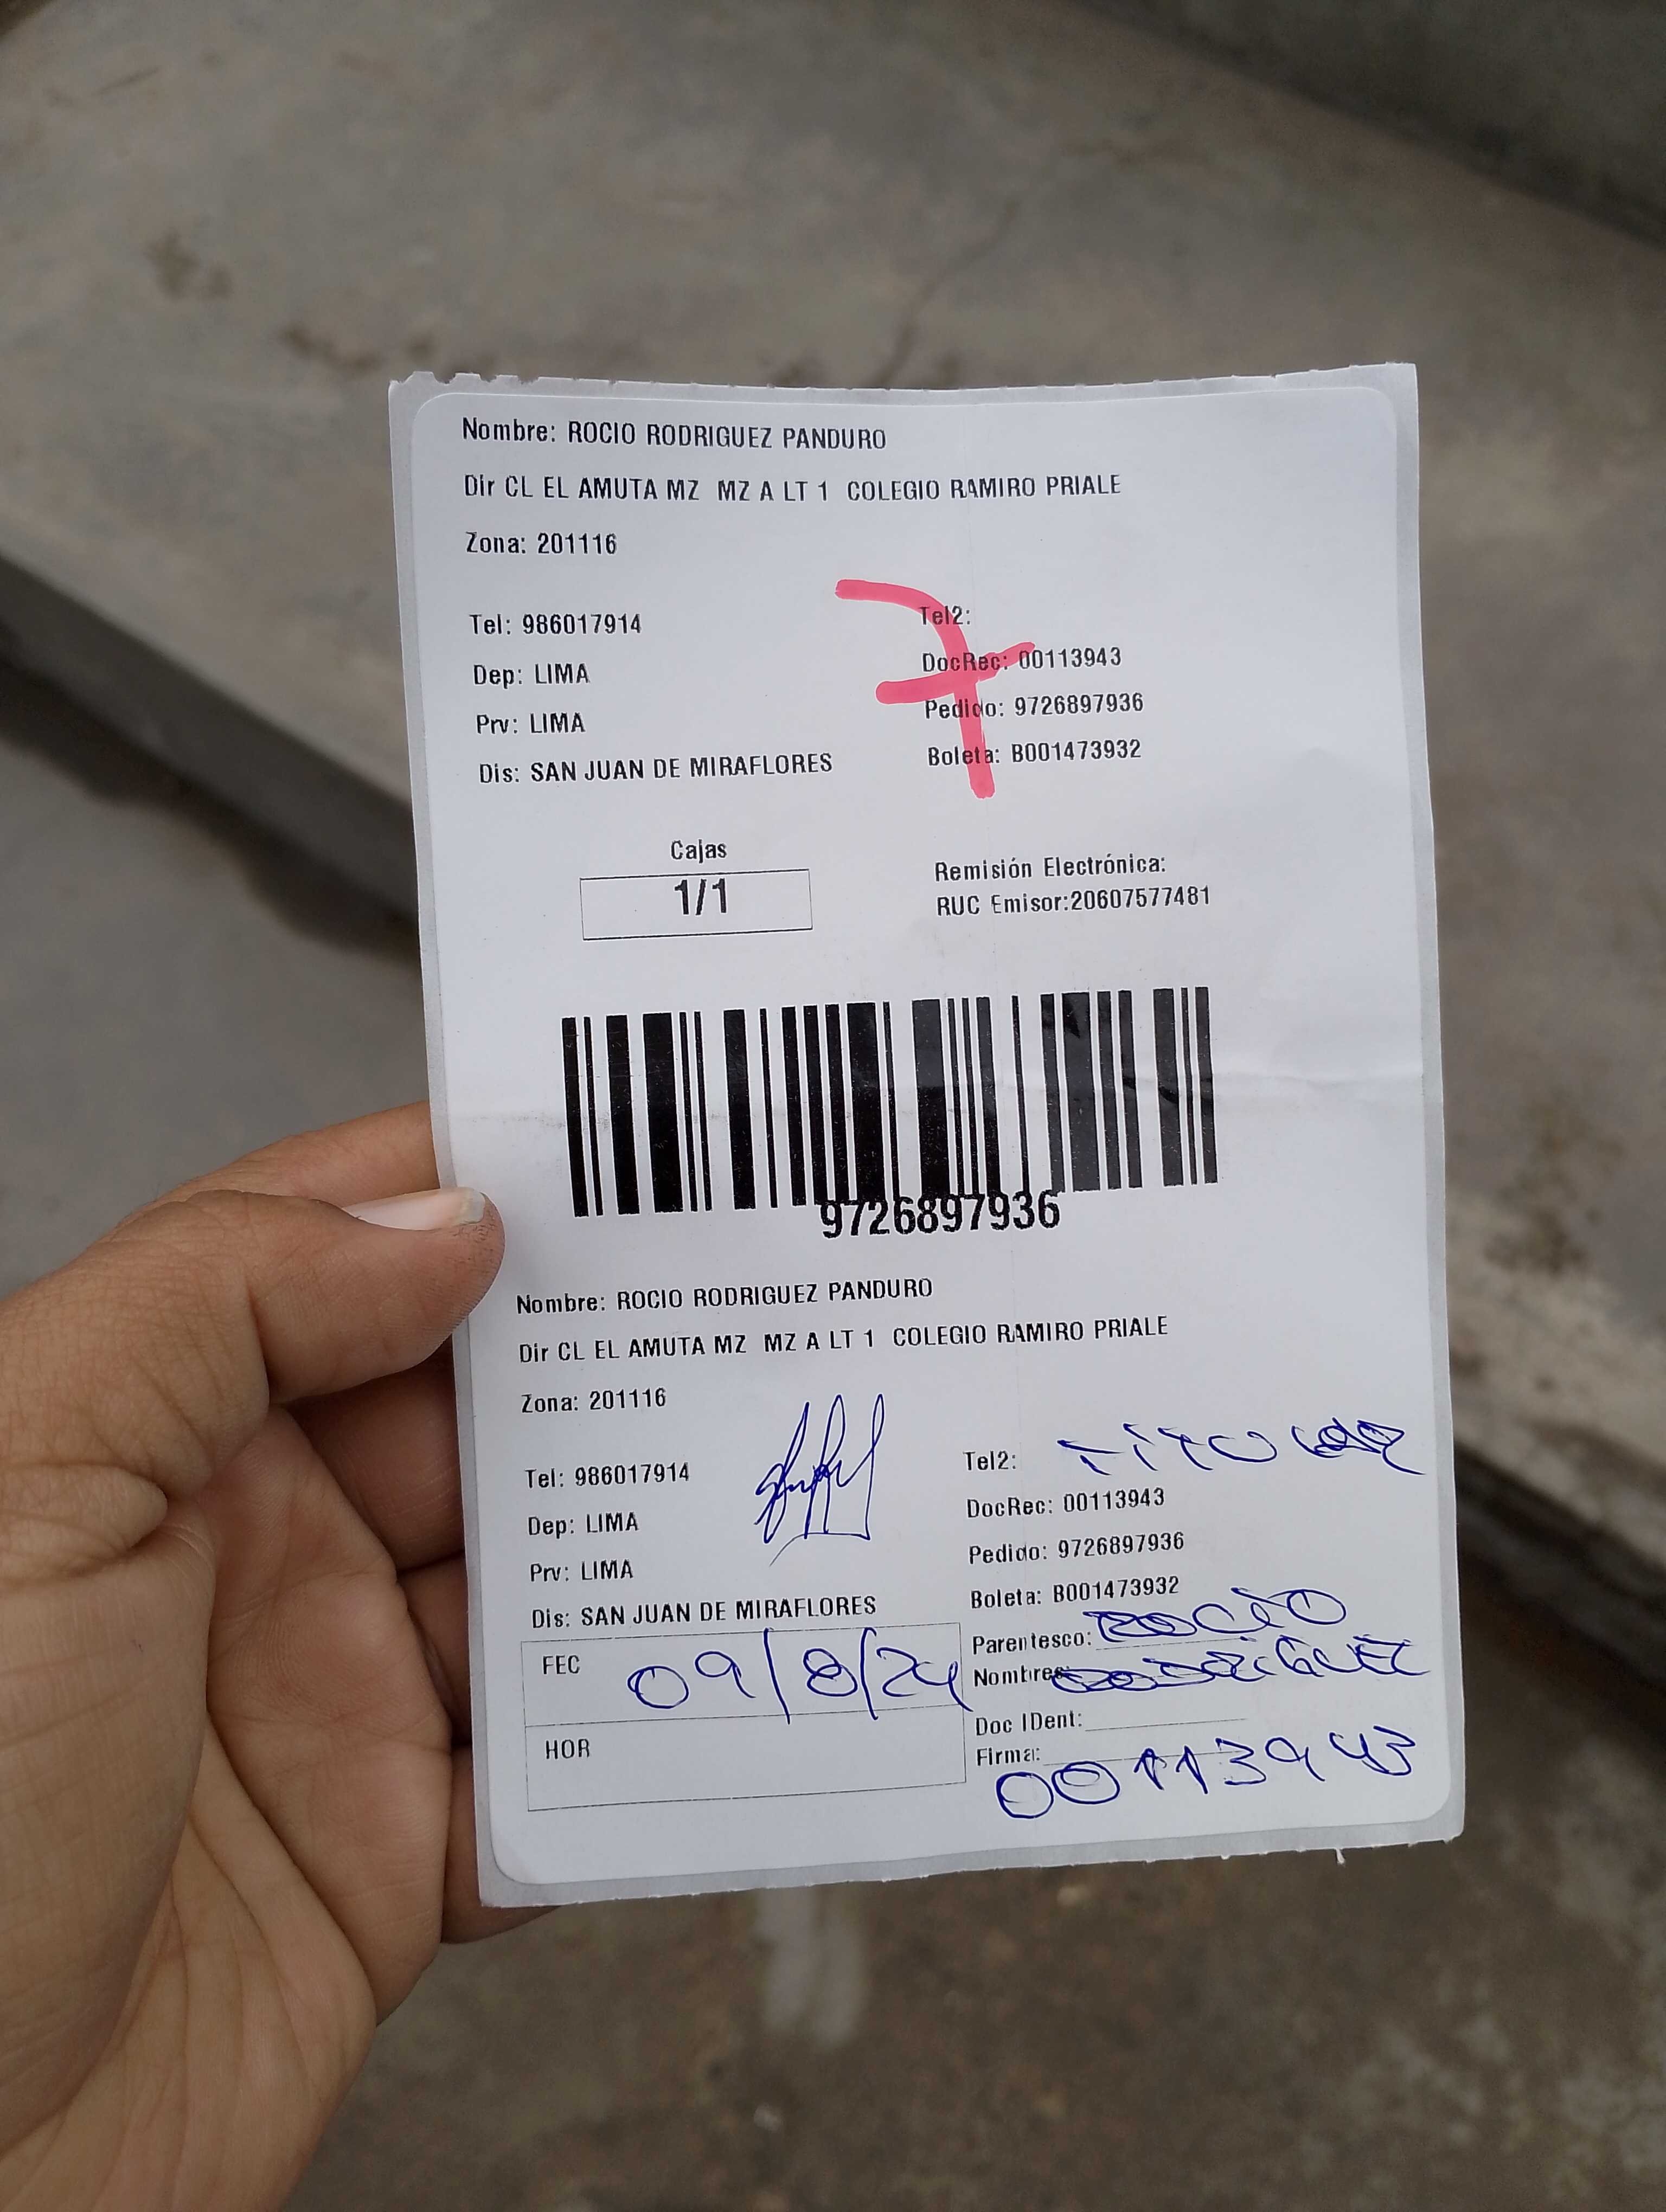 Nombre: ROCIO RODRIGUEZ PANDURO
Dir CL EL AMUTA MZ MZ A LT 1 COLEGIO RAMIRO PRIALE
Zona: 201116
7
Tel: 986017914 Tel2:
Dep: LIMA DocRec: 00113943
Prv: LIMA Pedido: 9726897936
Dis: SAN JUAN DE MIRAFLORES Boleta: B001473932
Cajas
1/1
Remisión Electrónica:
RUC Emisor:20607577481
9726897936
Nombre: ROCIO RODRIGUEZ PANDURO
Dir CL EL AMUTA MZ MZ A LT 1 COLEGIO RAMIRO PRIALE
Zona: 201116
Tel: 986017914 Tel2:
Dep: LIMA DocRec: 00113943
Prv: LIMA Pedido: 9726897936
Dis: SAN JUAN DE MIRAFLORES Boleta: B001473932
FEC 09/8/24
HOR
Parentesco: ROCIO
Nombres: RODRIGUEZ
Doc IDent:
Firma:
00113943